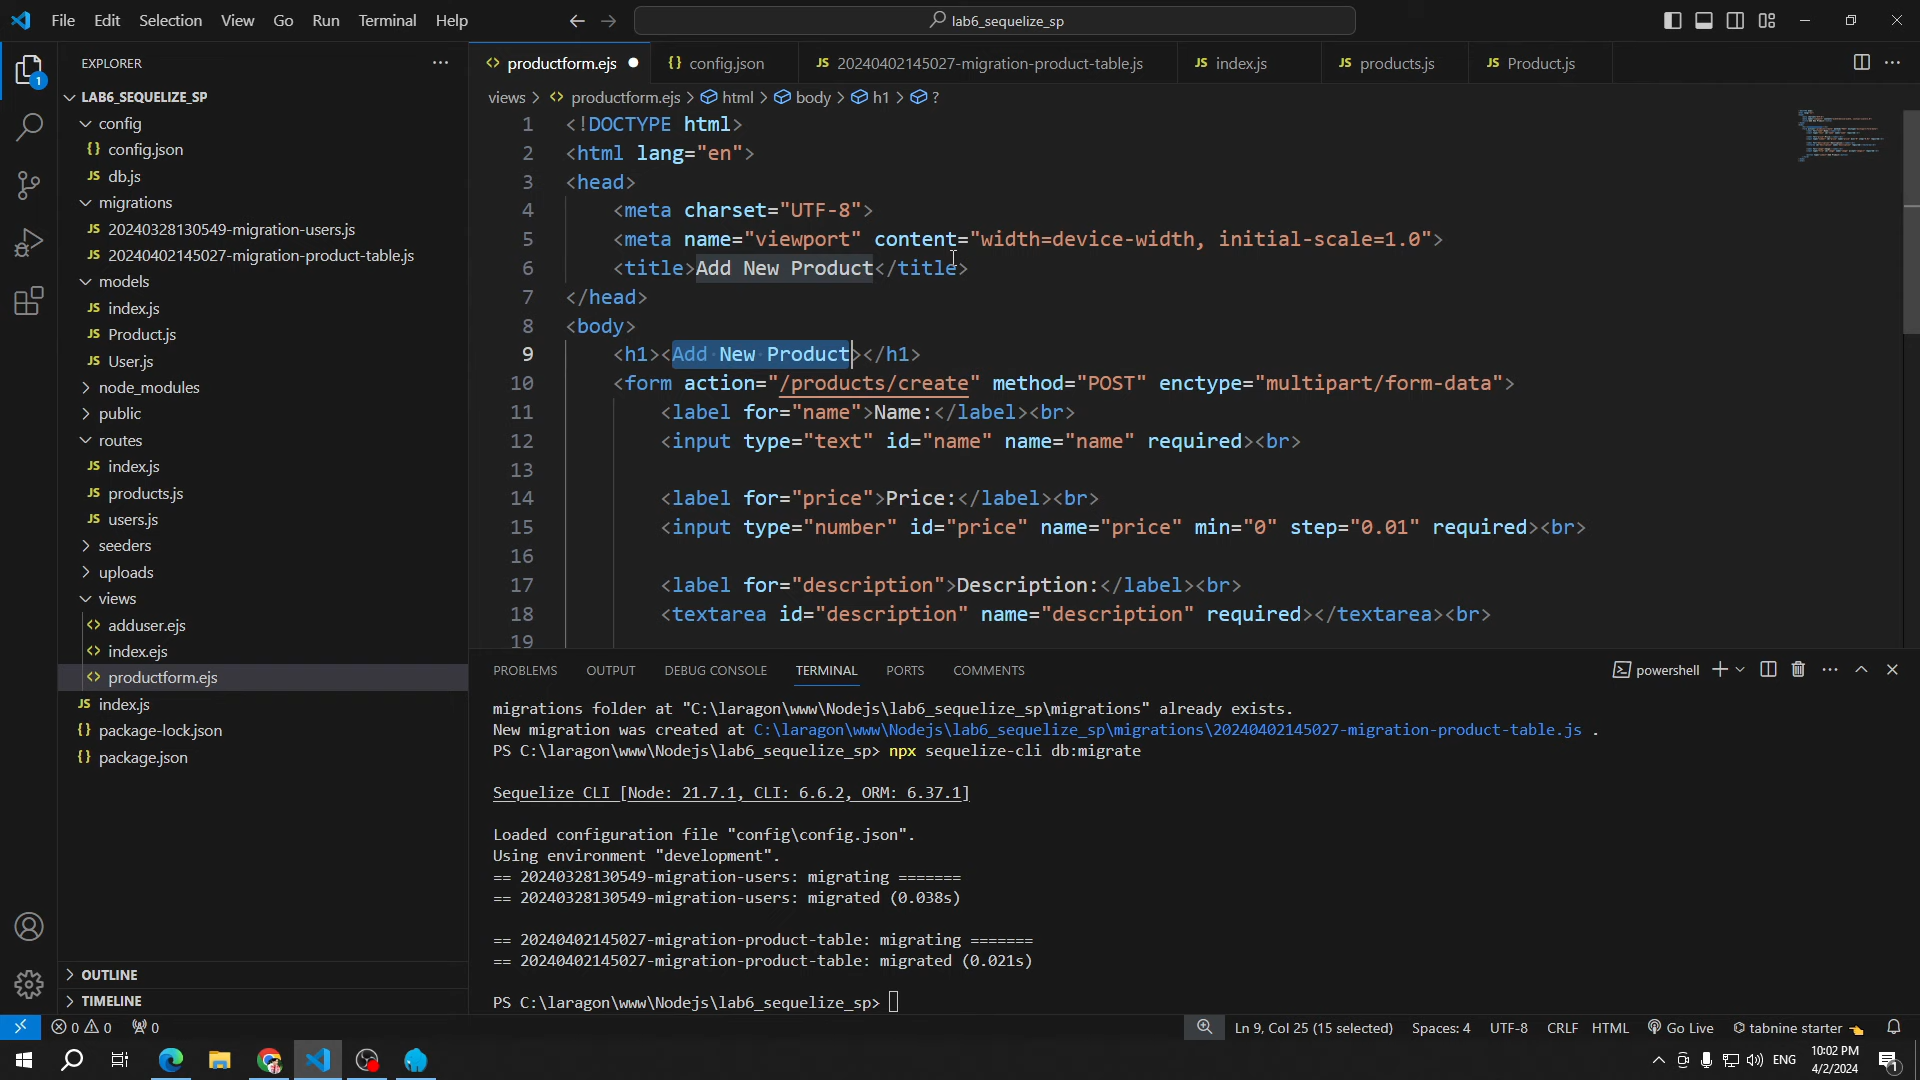 File Edit Selection View Go Run Terminal Help
lab6_sequelize_sp
EXPLORER
LAB6_SEQUELIZE_SP
config
{} config.json
JS db.js
migrations
JS 20240328130549-migration-users.js
JS 20240402145027-migration-product-table.js
models
JS index.js
JS Product.js
JS User.js
node_modules
public
routes
JS index.js
JS products.js
JS users.js
seeders
uploads
views
<> adduser.ejs
<> index.ejs
<> productform.ejs
JS index.js
{} package-lock.json
{} package.json
OUTLINE
TIMELINE
1
<> productform.ejs {} config.json JS 20240402145027-migration-product-table.js JS index.js JS products.js JS Product.js
views > <> productform.ejs > html > body > h1 > ?
1 <!DOCTYPE html>
2 <html lang="en">
3 <head>
4 <meta charset="UTF-8">
5 <meta name="viewport" content="width=device-width, initial-scale=1.0">
6 <title>Add New Product</title>
7 </head>
8 <body>
9 <h1><Add New Product></h1>
10 <form action="/products/create" method="POST" enctype="multipart/form-data">
11 <label for="name">Name:</label><br>
12 <input type="text" id="name" name="name" required><br>
13
14 <label for="price">Price:</label><br>
15 <input type="number" id="price" name="price" min="0" step="0.01" required><br>
16
17 <label for="description">Description:</label><br>
18 <textarea id="description" name="description" required></textarea><br>
19
PROBLEMS OUTPUT DEBUG CONSOLE TERMINAL PORTS COMMENTS
powershell
migrations folder at "C:\laragon\www\Nodejs\lab6_sequelize_sp\migrations" already exists.
New migration was created at C:\laragon\www\Nodejs\lab6_sequelize_sp\migrations\20240402145027-migration-product-table.js .
PS C:\laragon\www\Nodejs\lab6_sequelize_sp> npx sequelize-cli db:migrate
Sequelize CLI [Node: 21.7.1, CLI: 6.6.2, ORM: 6.37.1]
Loaded configuration file "config\config.json".
Using environment "development".
== 20240328130549-migration-users: migrating =======
== 20240328130549-migration-users: migrated (0.038s)
== 20240402145027-migration-product-table: migrating =======
== 20240402145027-migration-product-table: migrated (0.021s)
PS C:\laragon\www\Nodejs\lab6_sequelize_sp>
0 0 0
Ln 9, Col 25 (15 selected) Spaces: 4 UTF-8 CRLF HTML Go Live tabnine starter
ENG
10:02 PM
4/2/2024
1